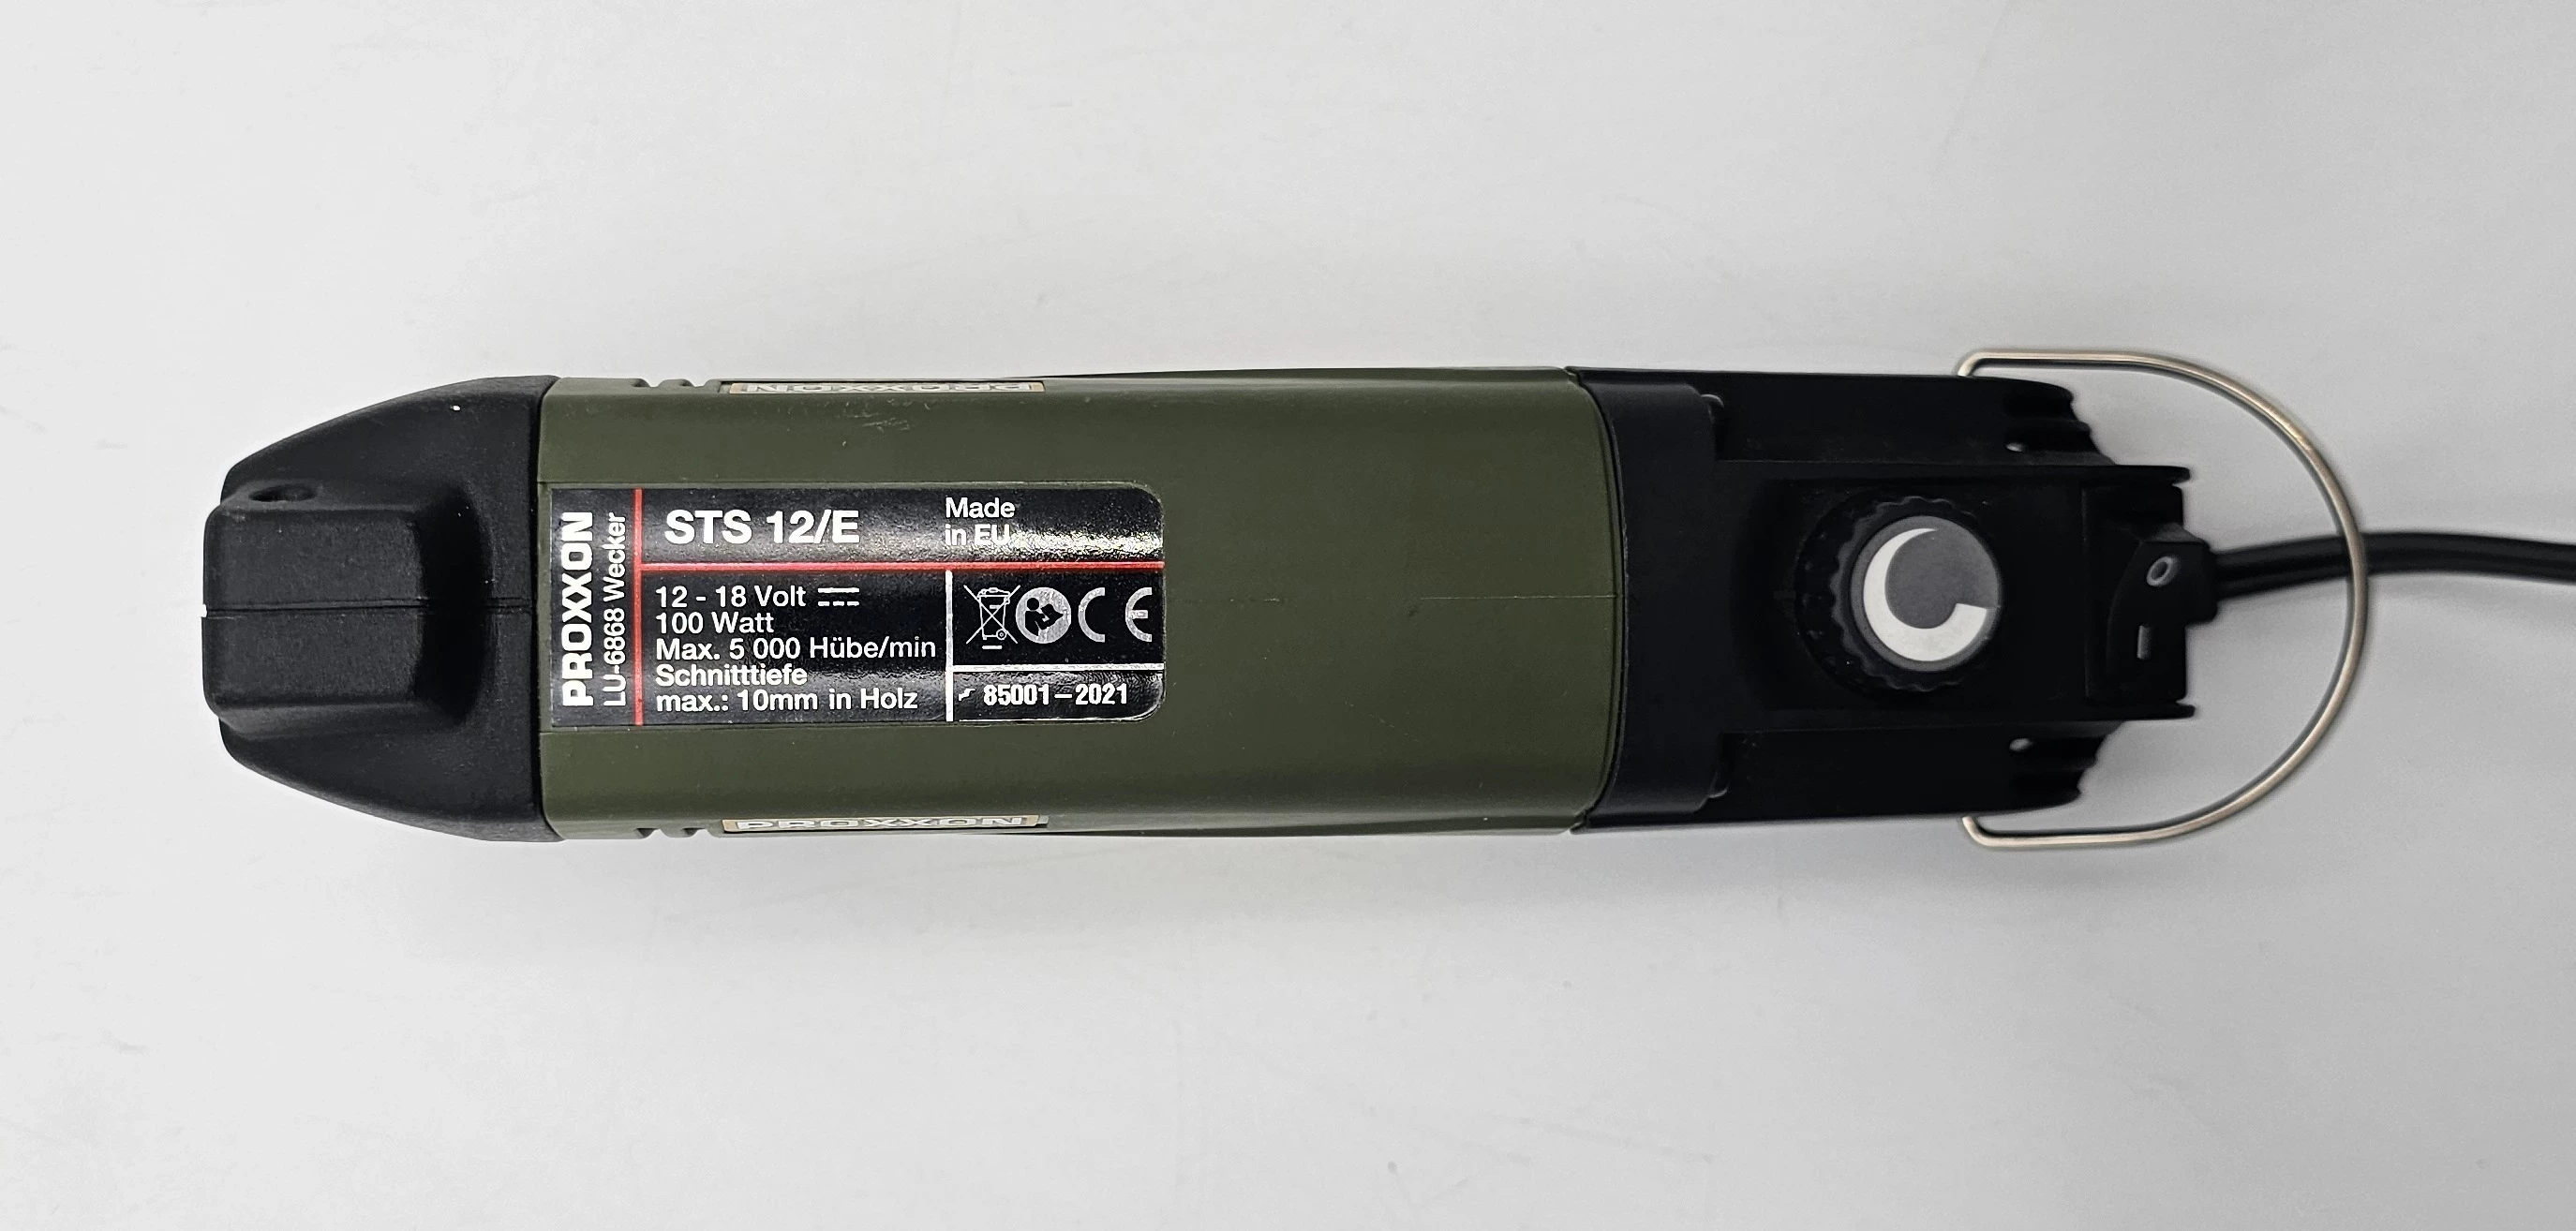 PROXXON
PROXXON
LU-6868 Wecker
STS 12/E
Made
in EU
12 - 18 Volt
100 Watt
Max. 5 000 Hübe/min
Schnitttiefe
max.: 10mm in Holz
CE
85001-2021
O
I
PROXXON